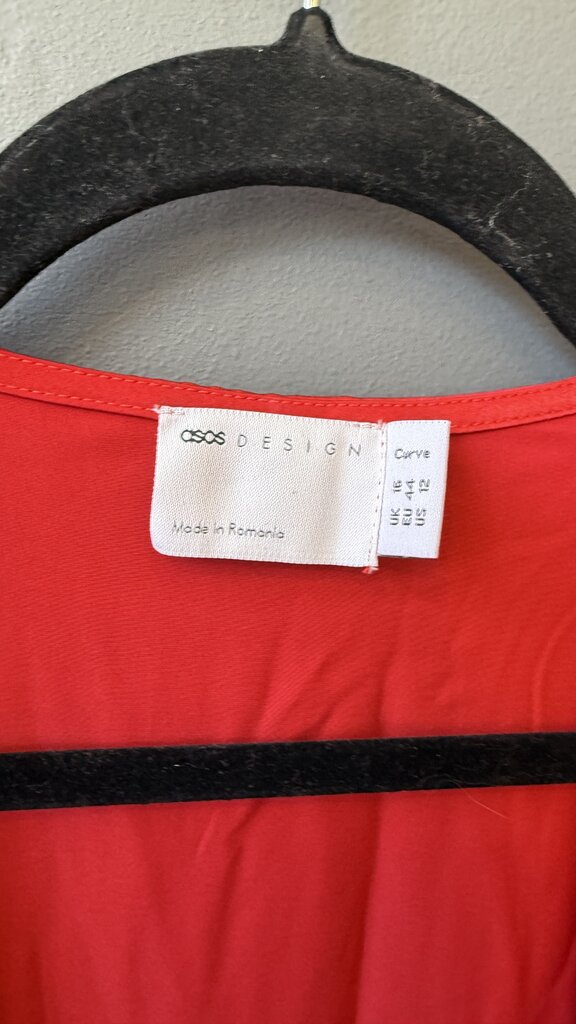 asos DESIGN
Made in Romania
Curve
UK 16
EU 44
US 12